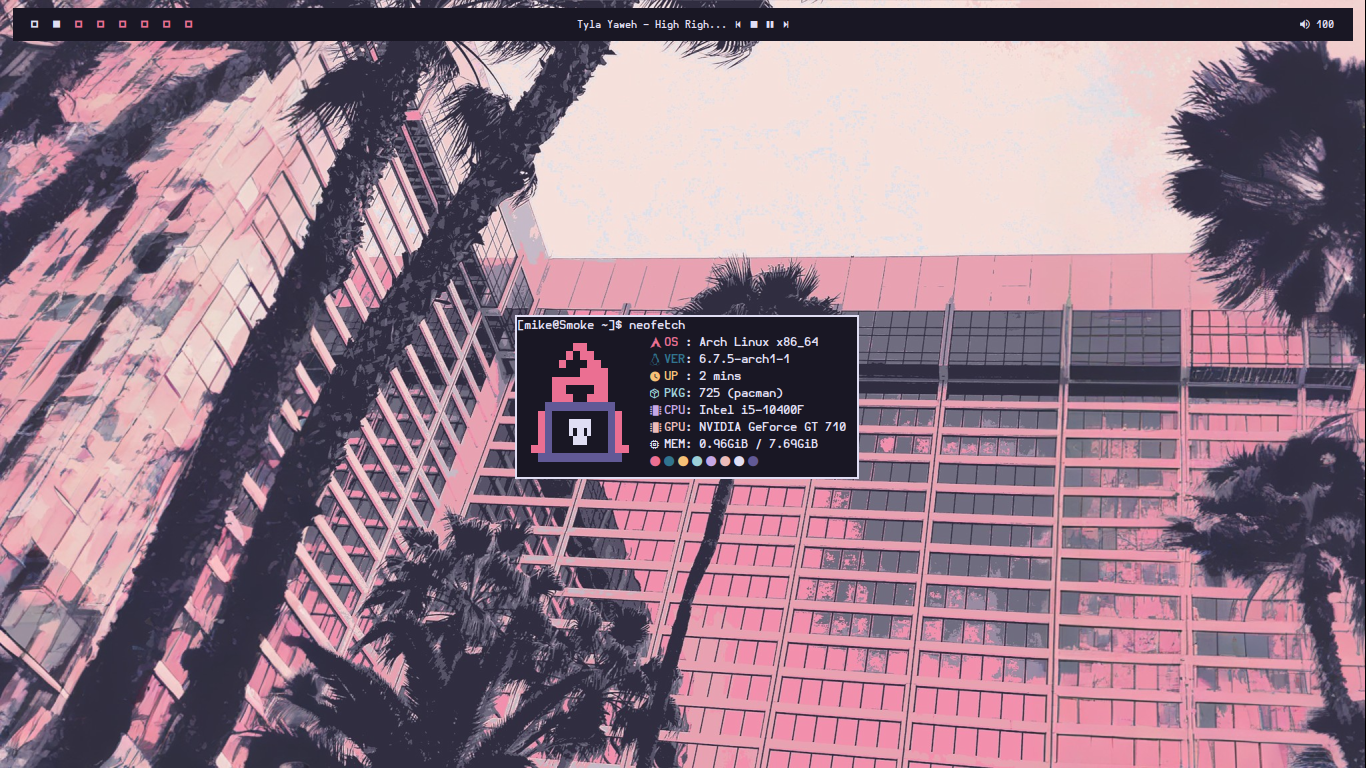 Tyla Yaweh - High Righ...
100
[mike@Smoke ~]$ neofetch
OS : Arch Linux x86_64
VER: 6.7.5-arch1-1
UP : 2 mins
PKG: 725 (pacman)
CPU: Intel i5-10400F
GPU: NVIDIA GeForce GT 710
MEM: 0.96GiB / 7.69GiB